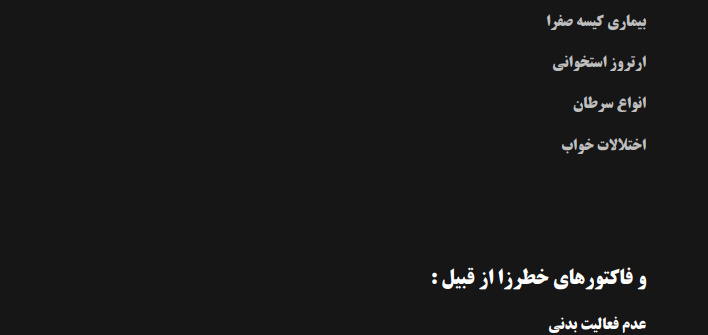 بیماری کیسه صفرا
ارتروز استخوانی
انواع سرطان
اختلالات خواب
و فاکتورهای خطرزا از قبیل :
عدم فعالیت بدنی